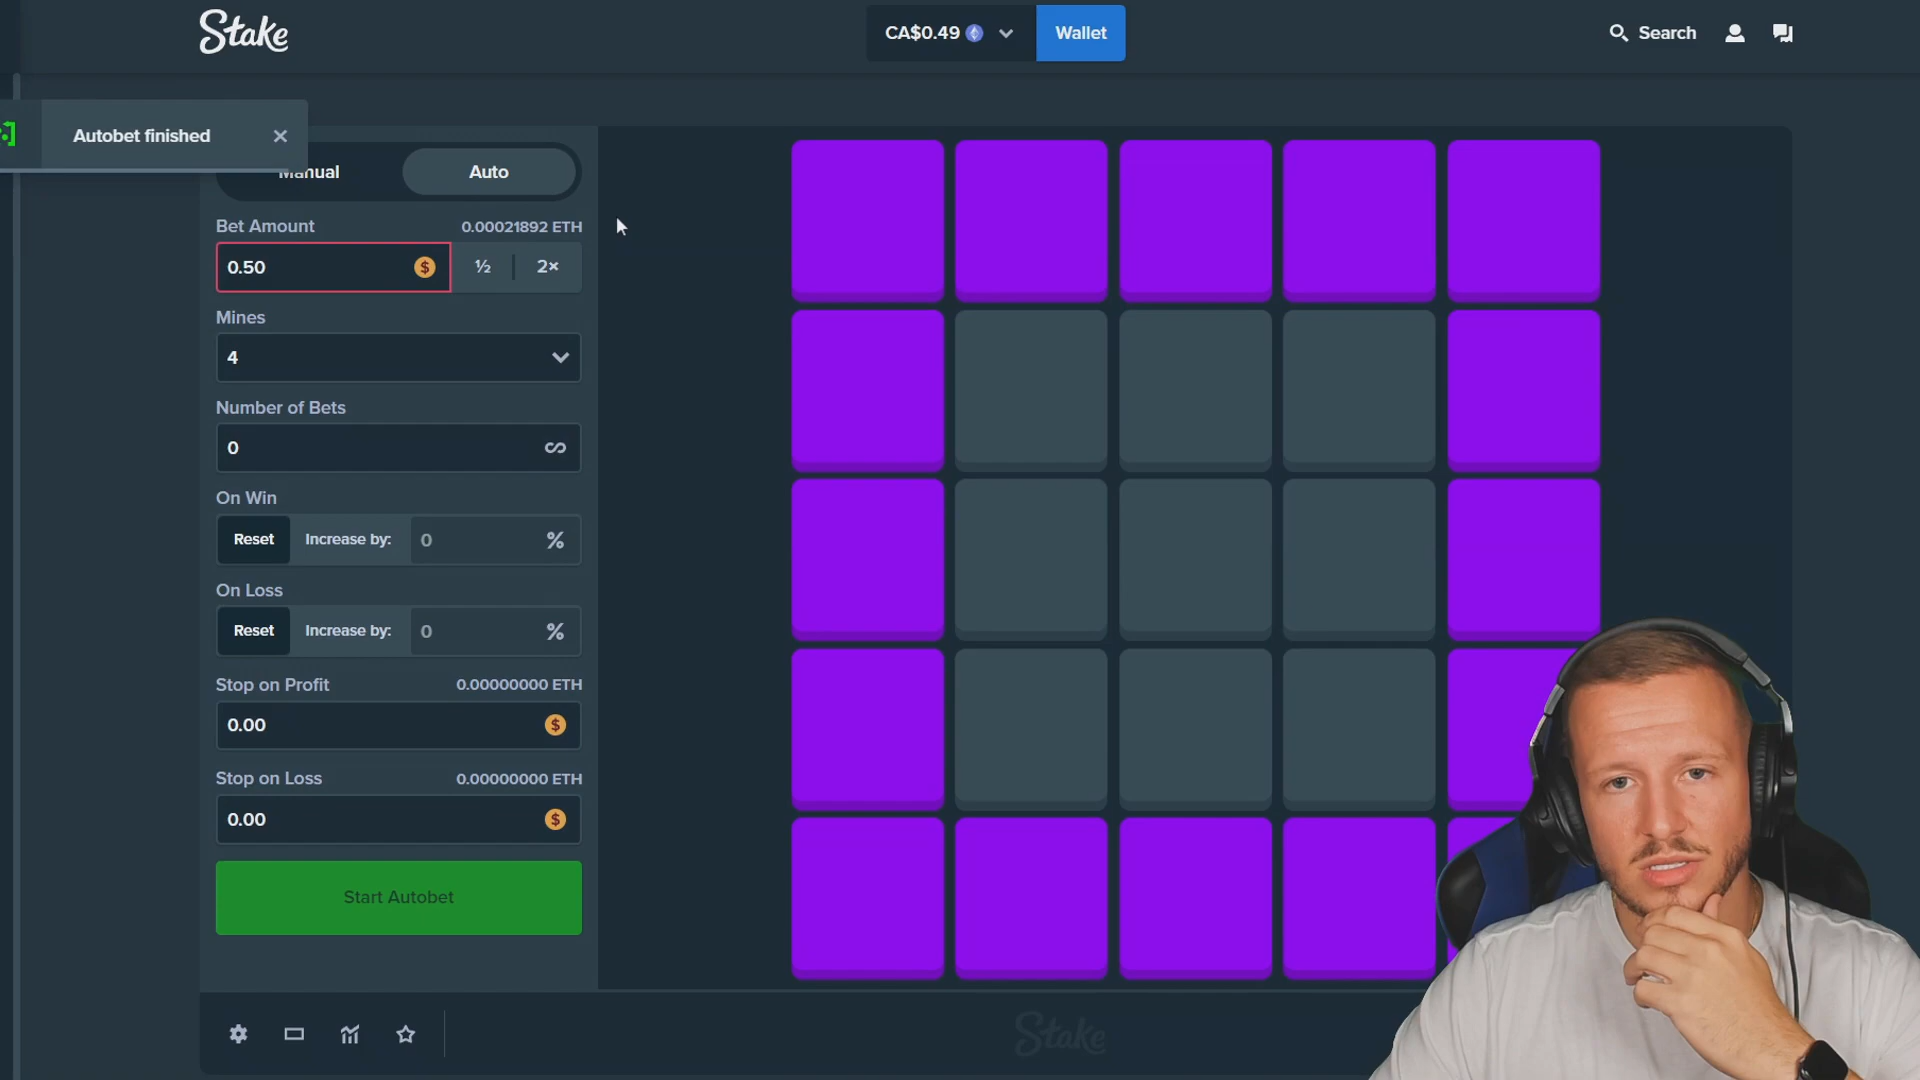 Stake
CA$0.49
Wallet
Search
Autobet finished
Manual
Auto
Bet Amount
0.00021892 ETH
0.50
$
½
2×
Mines
4
Number of Bets
0
∞
On Win
Reset
Increase by:
0
%
On Loss
Reset
Increase by:
0
%
Stop on Profit
0.00000000 ETH
0.00
$
Stop on Loss
0.00000000 ETH
0.00
$
Start Autobet
Stake